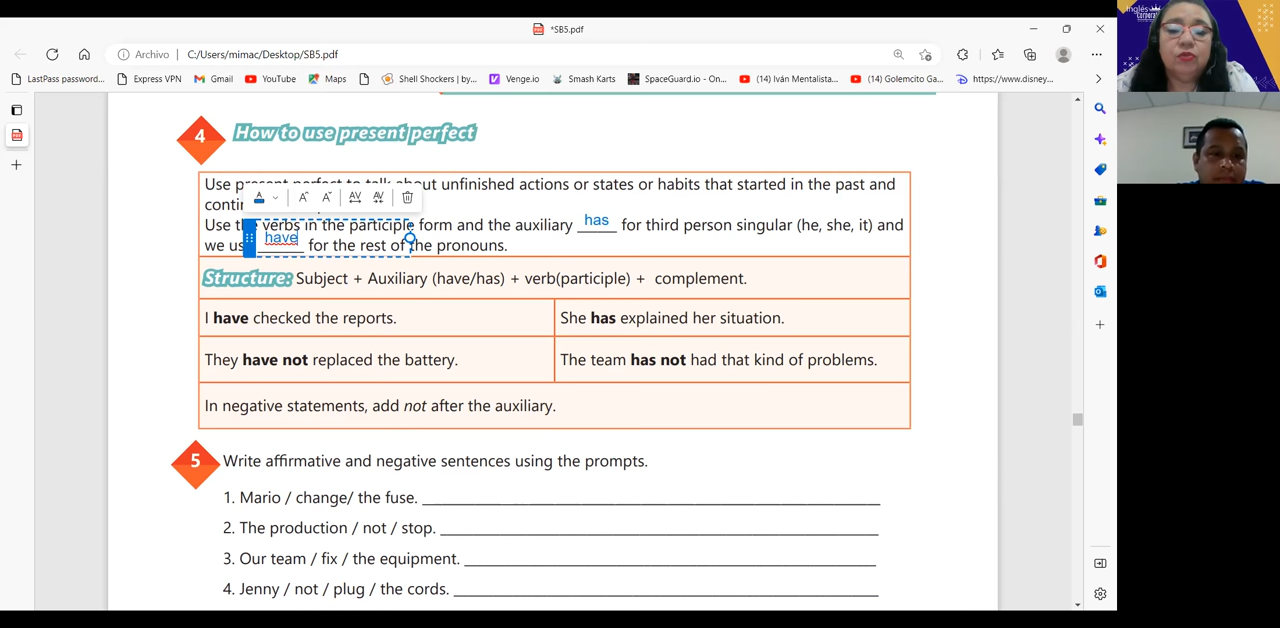 *SB5.pdf
Archivo
C:/Users/mimac/Desktop/SB5.pdf
LastPass password...
Express VPN
Gmail
YouTube
Maps
Shell Shockers | by...
Venge.io
Smash Karts
SpaceGuard.io - On...
(14) Iván Mentalista...
(14) Golemcito Ga...
https://www.disney...
Inglés
Corporativo
4
How to use present perfect
unfinished actions or states or habits that started in the past and
Use the verbs in the participle form and the auxiliary has for third person singular (he, she, it) and
have for the rest of the pronouns.
Structure: Subject + Auxiliary (have/has) + verb(participle) + complement.
I have checked the reports.
She has explained her situation.
They have not replaced the battery.
The team has not had that kind of problems.
In negative statements, add not after the auxiliary.
5
Write affirmative and negative sentences using the prompts.
1. Mario / change/ the fuse.
2. The production / not / stop.
3. Our team / fix / the equipment.
4. Jenny / not / plug / the cords.